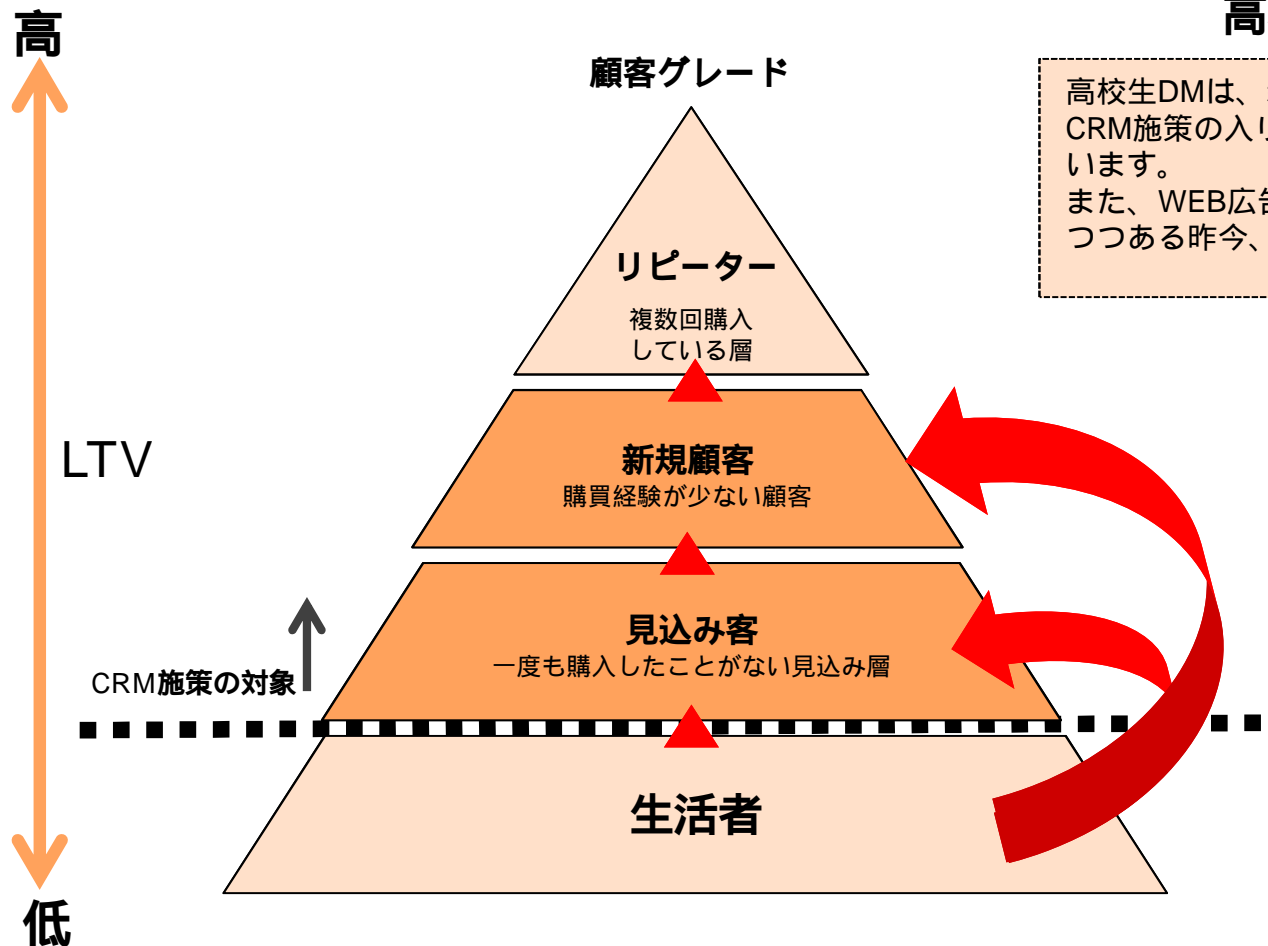 高
高
顧客グレード
高校生DMは、
CRM施策の入り
います。
また、WEB広告
つつある昨今、
リピーター
複数回購入
している層
LTV
新規顧客
購買経験が少ない顧客
見込み客
一度も購入したことがない見込み層
CRM施策の対象
生活者
低